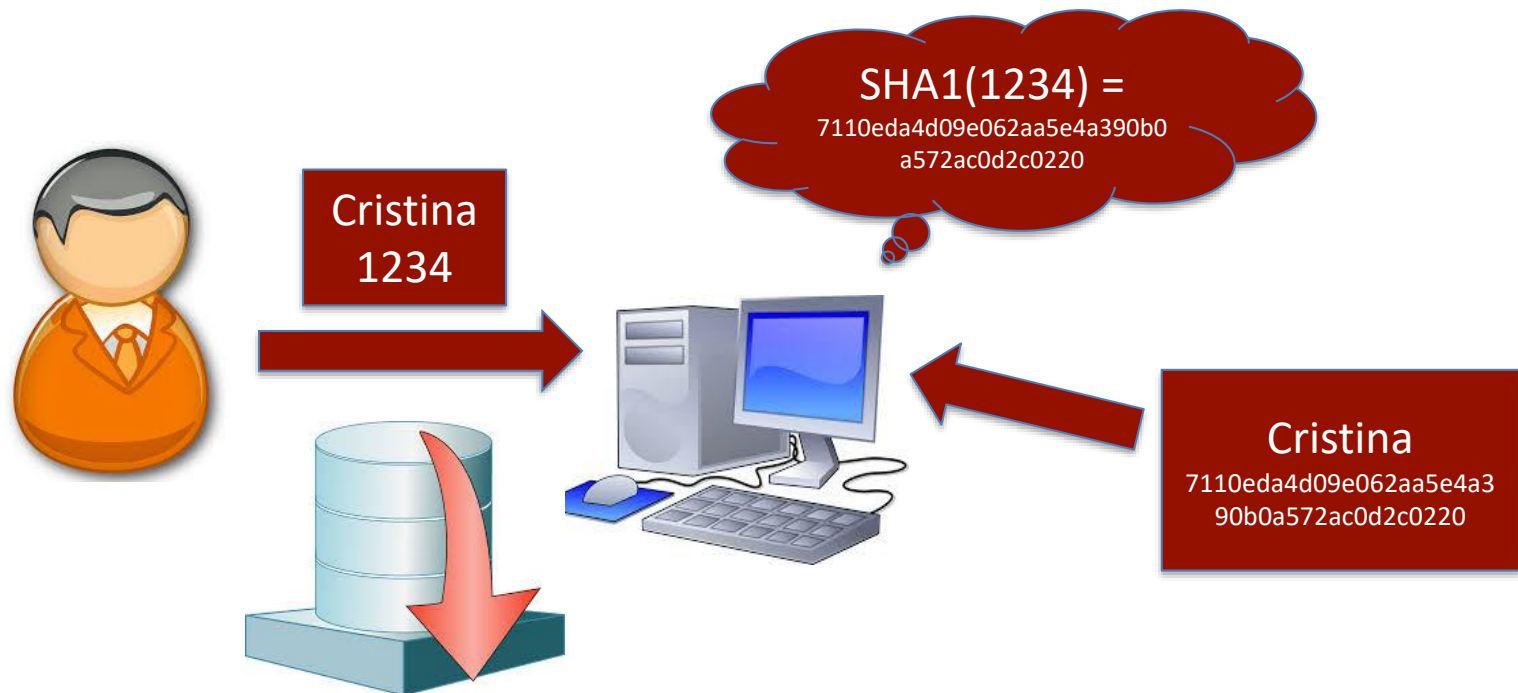 SHA1(1234) =
7110eda4d09e062aa5e4a390b0
a572ac0d2c0220
Cristina
1234
Cristina
7110eda4d09e062aa5e4a3
90b0a572ac0d2c0220